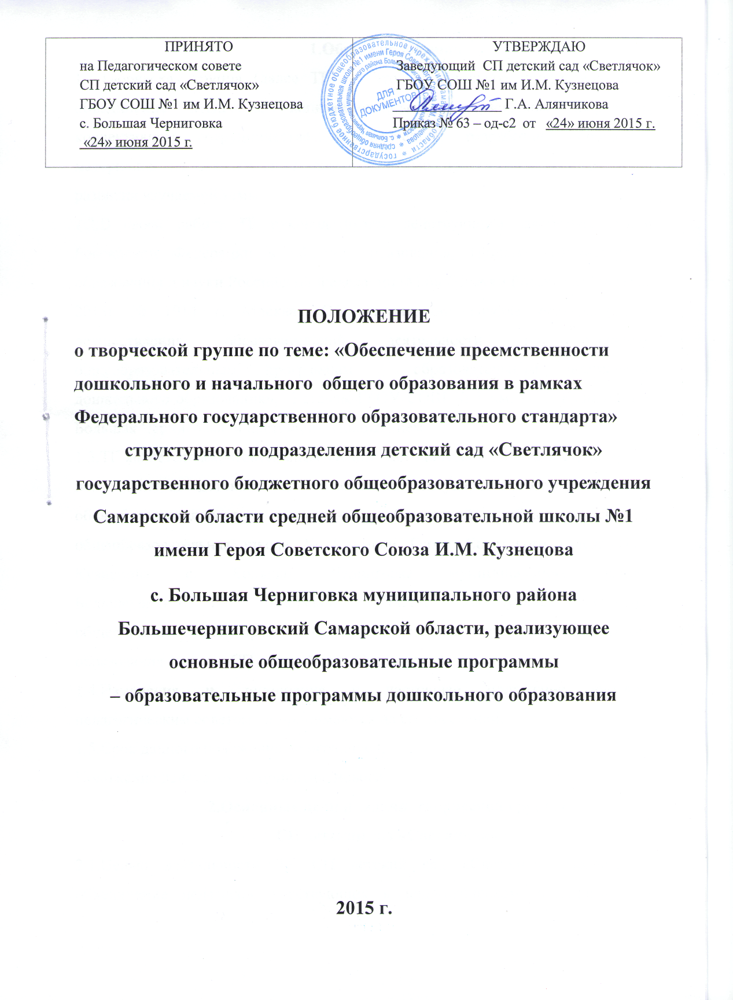 ПРИНЯТО
на Педагогическом совете
СП детский сад «Светлячок»
ГБОУ СОШ №1 им И.М. Кузнецова
с. Большая Черниговка
«24» июня 2015 г.
УТВЕРЖДАЮ
Заведующий СП детский сад «Светлячок»
ГБОУ СОШ №1 им И.М. Кузнецова
Г.А. Алянчикова
Приказ № 63 – од-с2 от «24» июня 2015 г.
ДЛЯ
ДОКУМЕНТОВ
ПОЛОЖЕНИЕ
о творческой группе по теме: «Обеспечение преемственности
дошкольного и начального общего образования в рамках
Федерального государственного образовательного стандарта»
структурного подразделения детский сад «Светлячок»
государственного бюджетного общеобразовательного учреждения
Самарской области средней общеобразовательной школы №1
имени Героя Советского Союза И.М. Кузнецова
с. Большая Черниговка муниципального района
Большечерниговский Самарской области, реализующее
основные общеобразовательные программы
– образовательные программы дошкольного образования
2015 г.